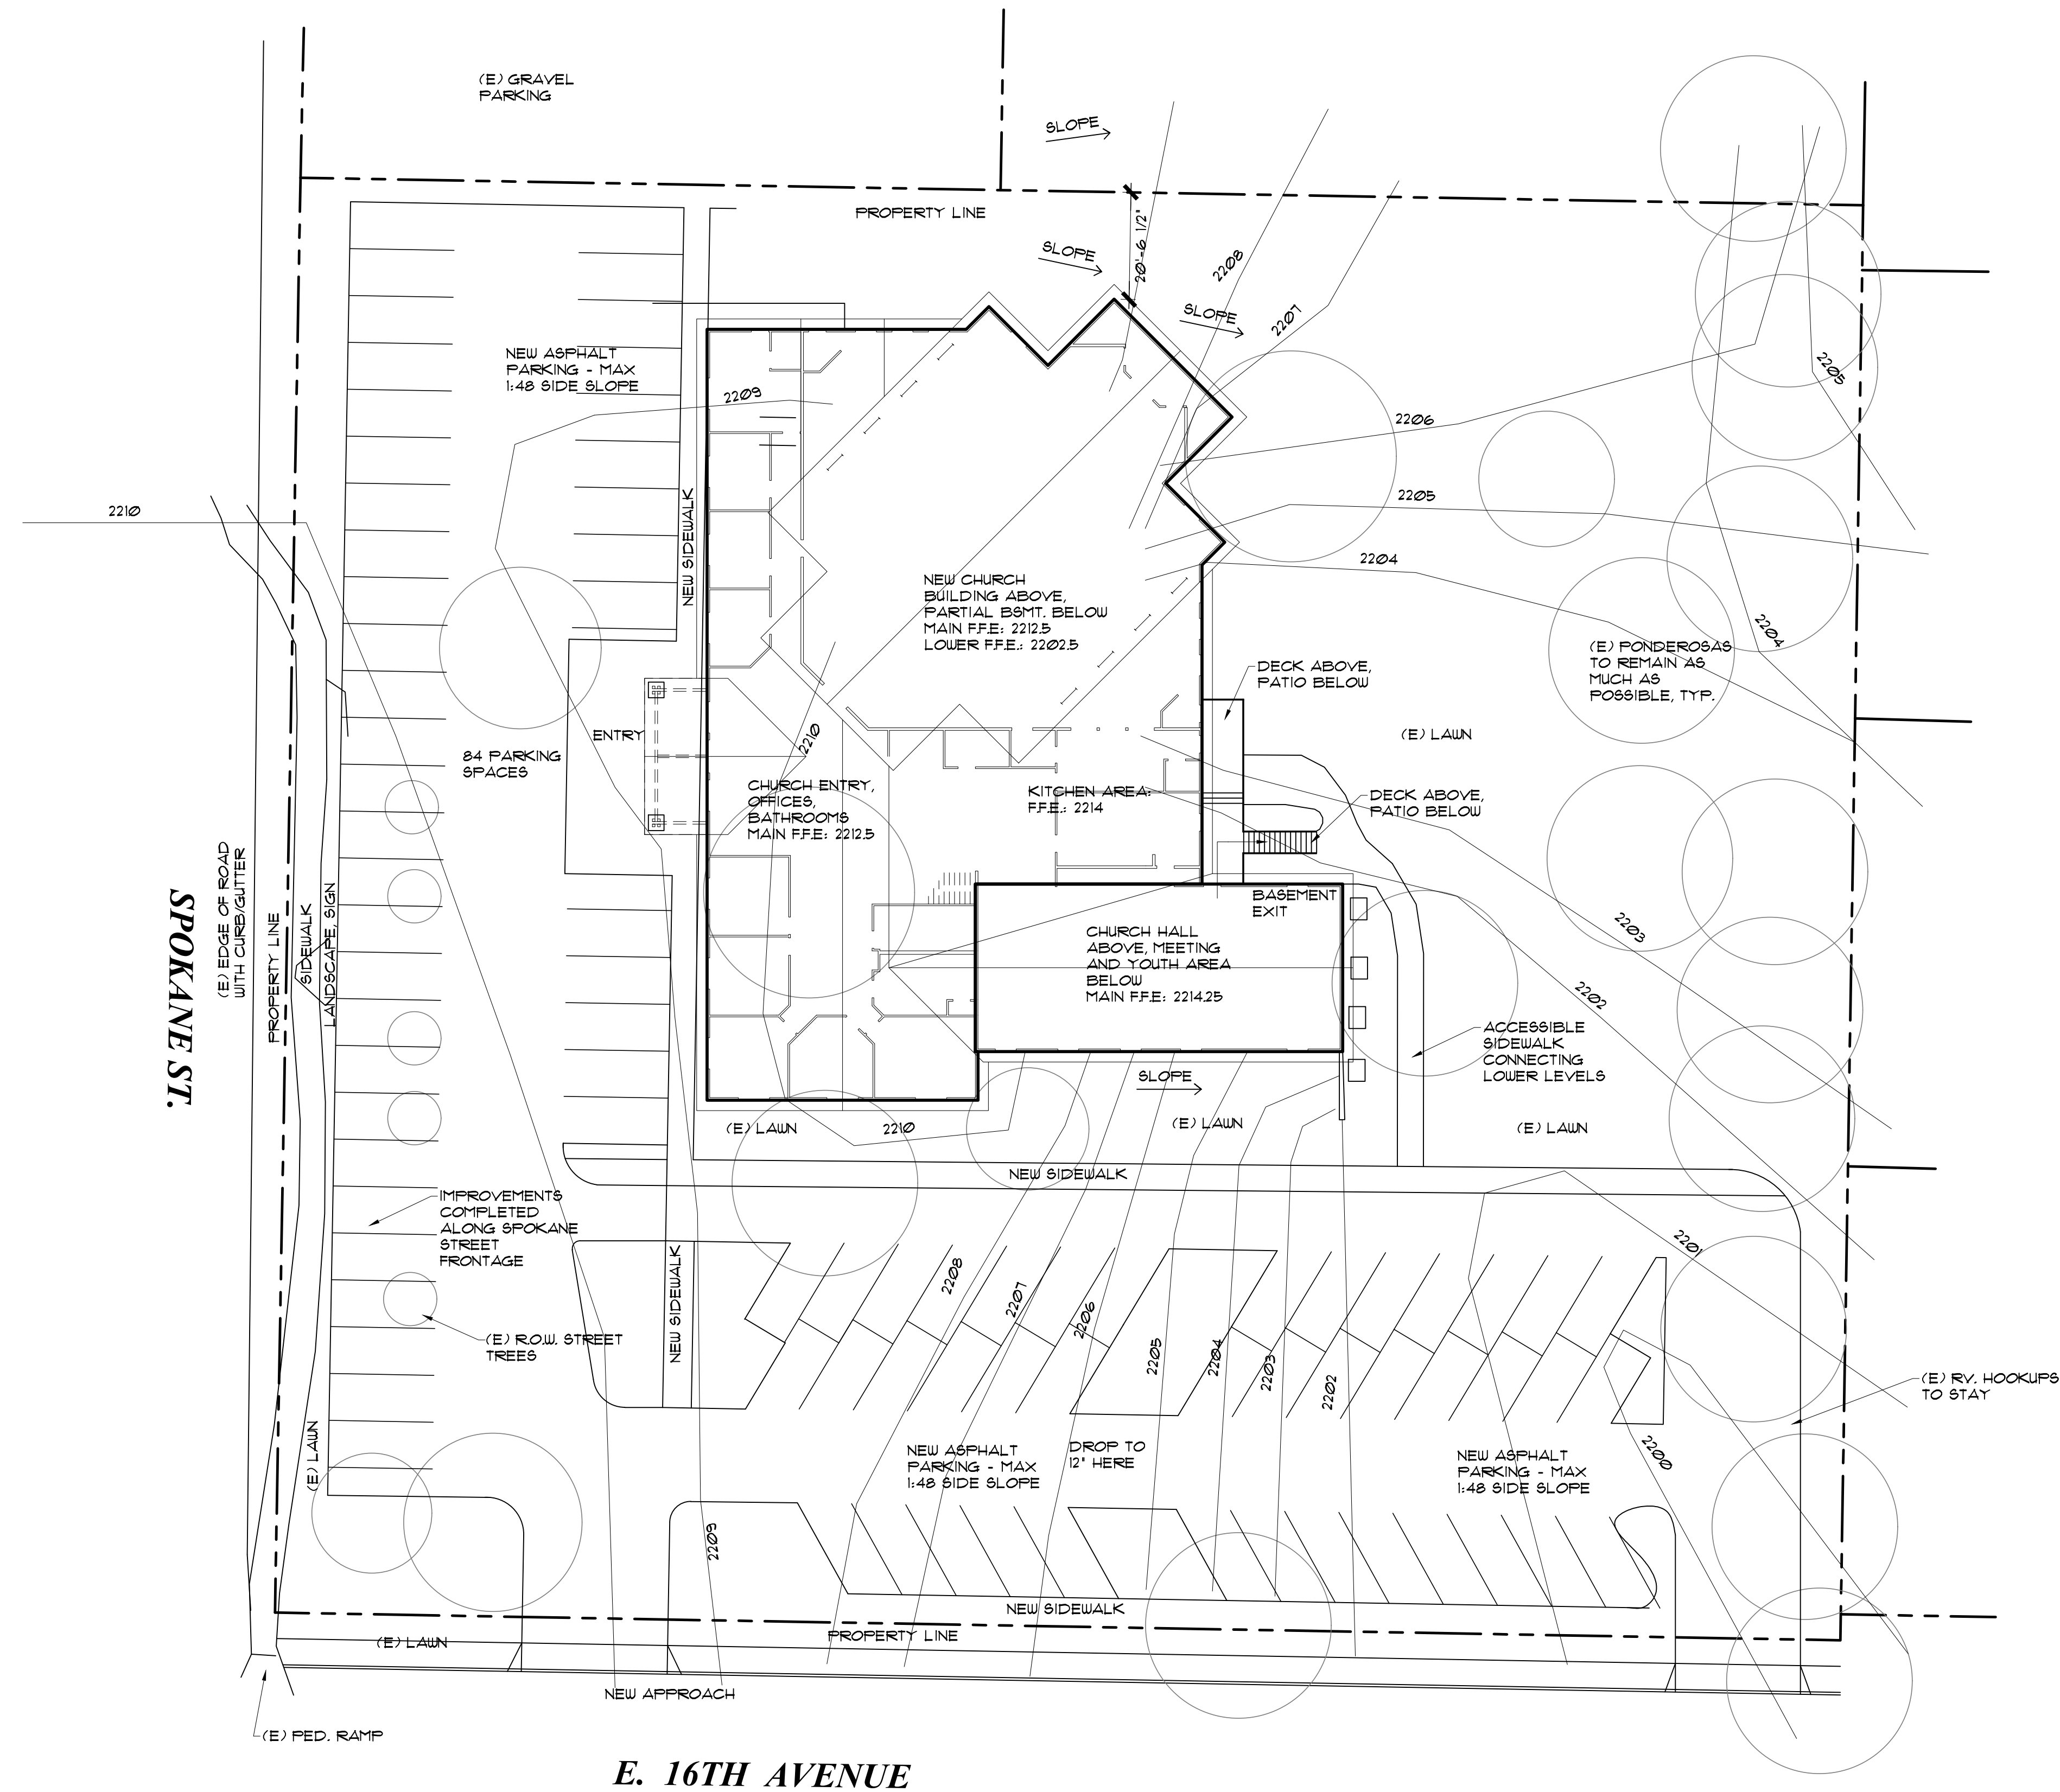 (E) GRAVEL
PARKING
SLOPE
PROPERTY LINE
20'-6 1/2"
SLOPE
2208
SLOPE
2207
NEW ASPHALT
PARKING - MAX
1:48 SIDE SLOPE
2209
2205
2206
NEW SIDEWALK
2205
2210
2204
NEW CHURCH
BUILDING ABOVE,
PARTIAL BSMT. BELOW
MAIN F.F.E: 2212.5
LOWER F.F.E.: 2202.5
2204
(E) PONDEROSAS
TO REMAIN AS
MUCH AS
POSSIBLE, TYP.
DECK ABOVE,
PATIO BELOW
ENTRY
2210
(E) LAWN
84 PARKING
SPACES
CHURCH ENTRY,
OFFICES,
BATHROOMS
MAIN F.F.E: 2212.5
KITCHEN AREA:
F.F.E.: 2214
DECK ABOVE,
PATIO BELOW
SPOKANE ST.
(E) EDGE OF ROAD
WITH CURB/GUTTER
PROPERTY LINE
SIDEWALK
LANDSCAPE, SIGN
BASEMENT
EXIT
CHURCH HALL
ABOVE, MEETING
AND YOUTH AREA
BELOW
MAIN F.F.E: 2214.25
2203
2202
ACCESSIBLE
SIDEWALK
CONNECTING
LOWER LEVELS
SLOPE
(E) LAWN
2210
(E) LAWN
(E) LAWN
NEW SIDEWALK
IMPROVEMENTS
COMPLETED
ALONG SPOKANE
STREET
FRONTAGE
2201
NEW SIDEWALK
2208
2207
2206
2205
2204
2203
2202
(E) R.O.W. STREET
TREES
(E) RV. HOOKUPS
TO STAY
(E) LAWN
NEW ASPHALT
PARKING - MAX
1:48 SIDE SLOPE
DROP TO
12" HERE
NEW ASPHALT
PARKING - MAX
1:48 SIDE SLOPE
2200
2209
NEW SIDEWALK
(E) LAWN
PROPERTY LINE
NEW APPROACH
(E) PED. RAMP
E. 16TH AVENUE